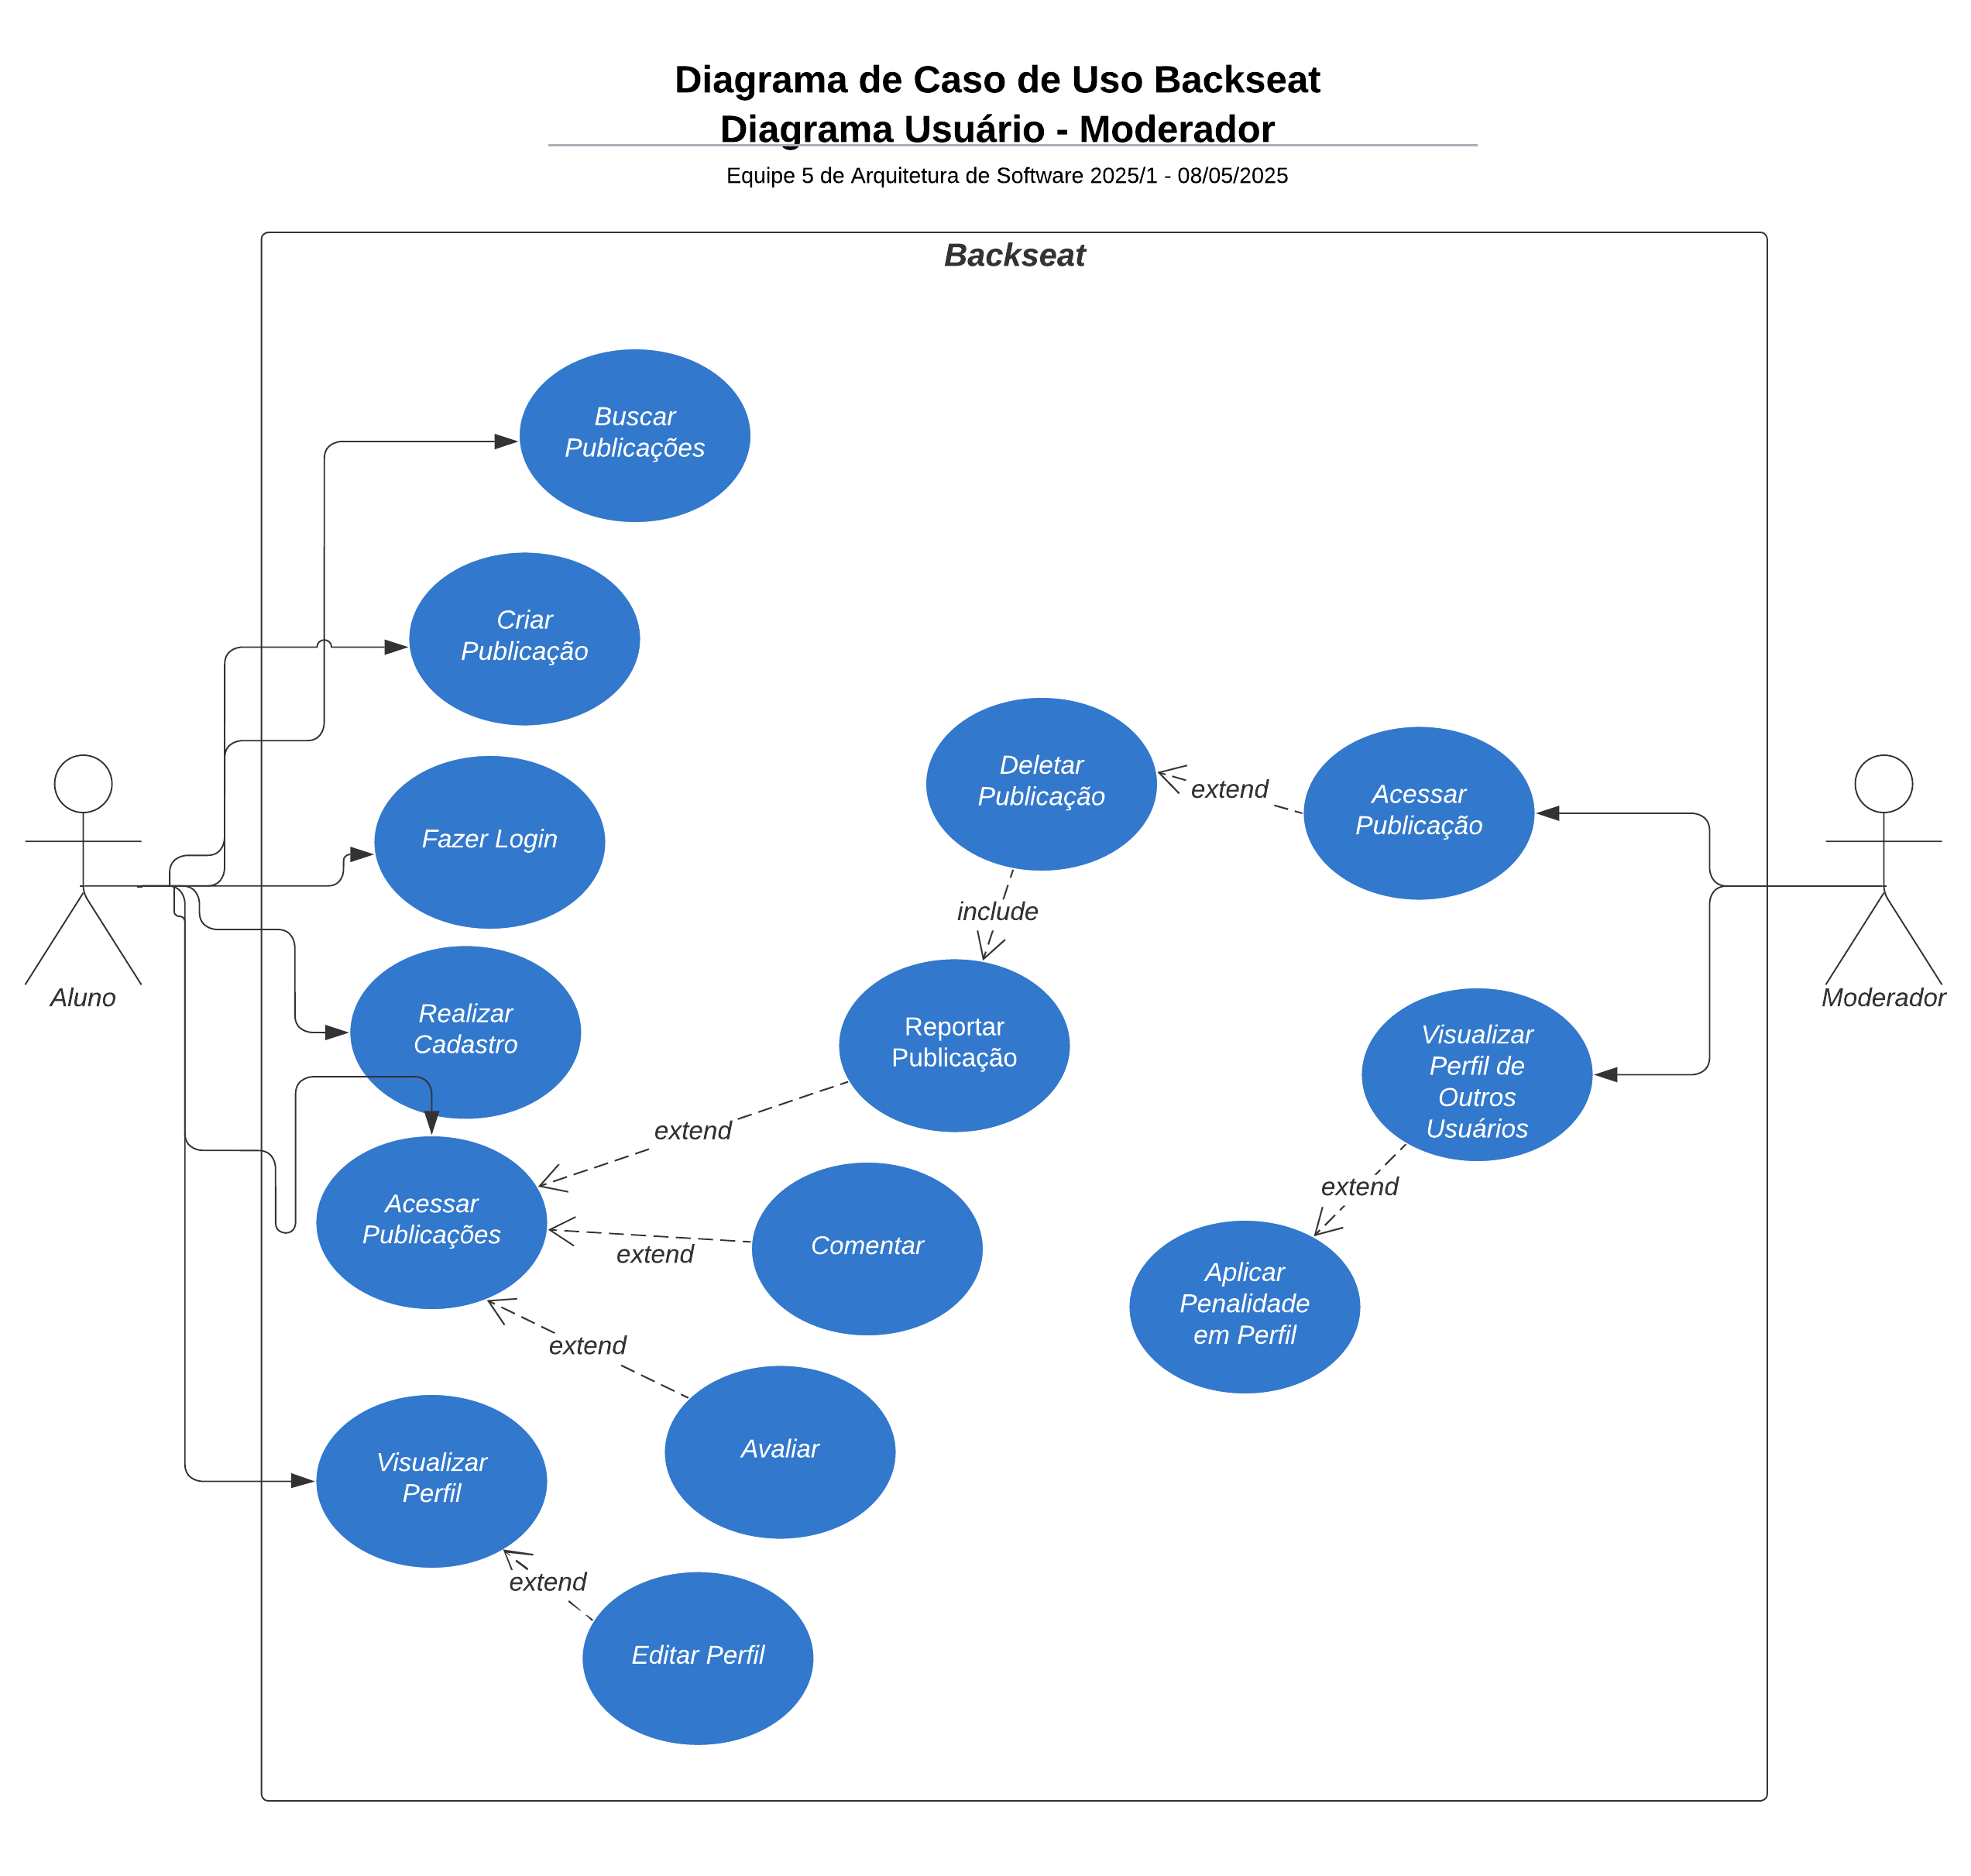 Diagrama de Caso de Uso Backseat
Diagrama Usuário - Moderador
Equipe 5 de Arquitetura de Software 2025/1 - 08/05/2025
Backseat
Buscar
Publicações
Criar
Publicação
Fazer Login
Deletar
Publicação
extend
Acessar
Publicação
include
Aluno
Moderador
Realizar
Cadastro
Reportar
Publicação
Visualizar
Perfil de
Outros
Usuários
extend
Acessar
Publicações
extend
Comentar
extend
Aplicar
Penalidade
em Perfil
extend
Avaliar
Visualizar
Perfil
extend
Editar Perfil